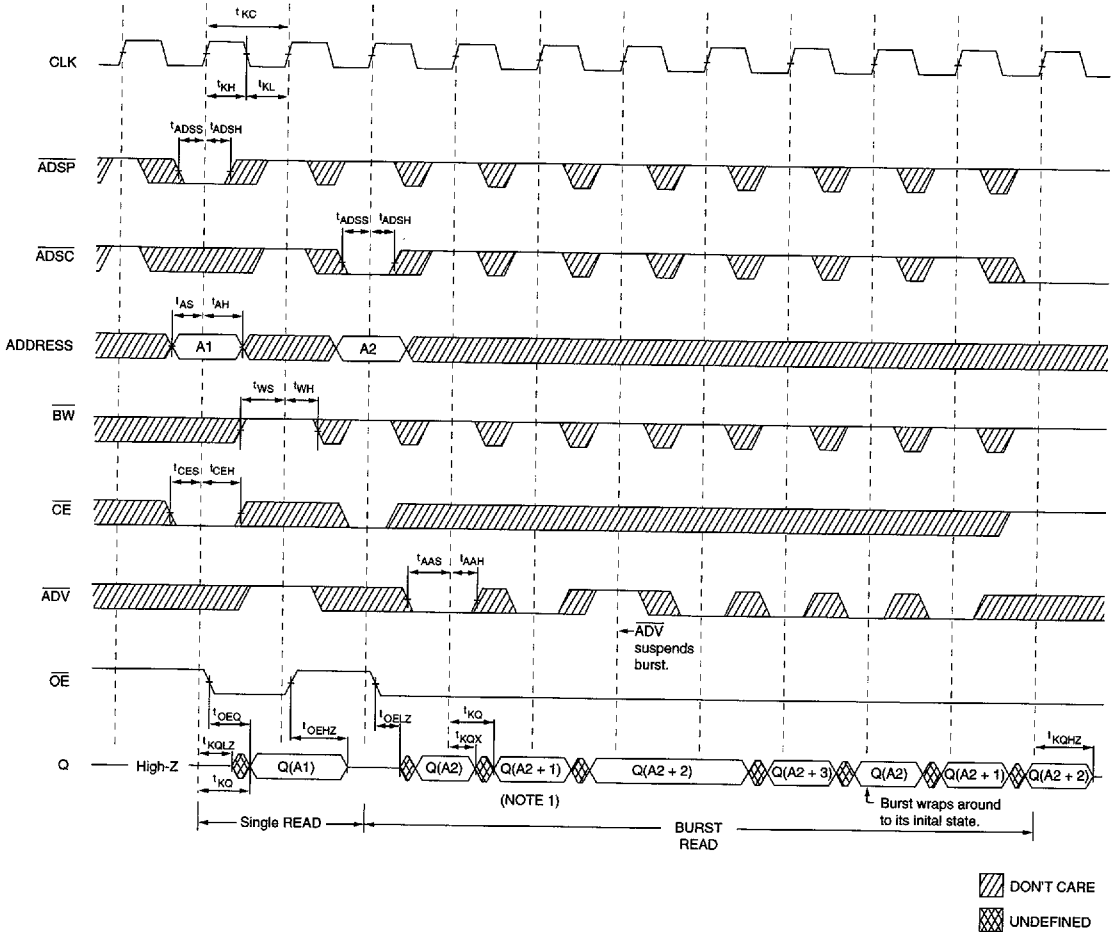 tKC
CLK
tKH
tKL
tADSS
tADSH
ADSP
tADSS
tADSH
ADSC
tAS
tAH
ADDRESS
A1
A2
tWS
tWH
BW
tCES
tCEH
CE
tAAS
tAAH
ADV
ADV
suspends
burst.
OE
tOEQ
tOEHZ
tOELZ
tKQ
tKQX
tKQLZ
tKQHZ
Q
High-Z
Q(A1)
Q(A2)
Q(A2 + 1)
Q(A2 + 2)
Q(A2 + 3)
Q(A2)
Q(A2 + 1)
Q(A2 + 2)
tKQ
(NOTE 1)
Burst wraps around
to its inital state.
Single READ
BURST
READ
DON'T CARE
UNDEFINED